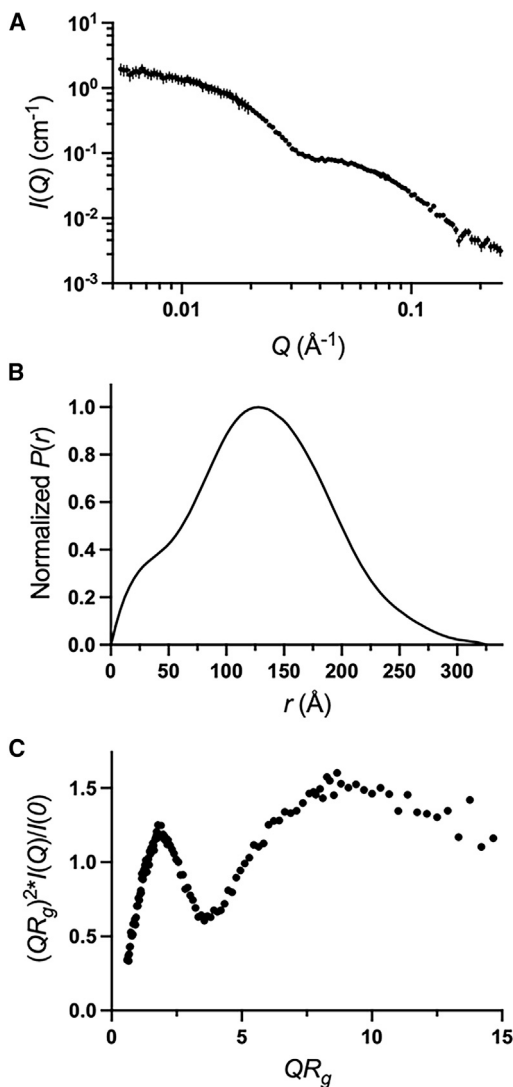 A
10¹
10⁰
10⁻¹
10⁻²
10⁻³
I(Q) (cm⁻¹)
0.01
0.1
Q (Å⁻¹)
B
1.0
0.8
0.6
0.4
0.2
0.0
Normalized P(r)
0 50 100 150 200 250 300
r (Å)
C
1.5
1.0
0.5
0.0
(QRg)²*I(Q)/I(0)
0 5 10 15
QRg